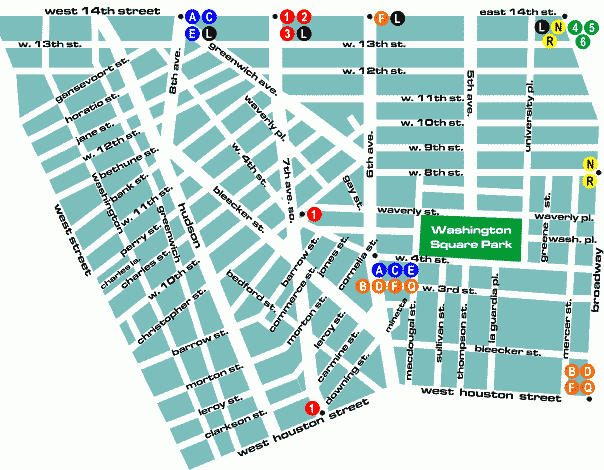 west 14th street
A C
E L
1 2
3 L
F L
east 14th st.
L N 4 5
R 6
w. 13th st.
w. 13th st.
8th ave.
greenwich ave.
w. 12th st.
gansevoort st.
horatio st.
jane st.
w. 12th st.
bethune st.
bank st.
w. 11th st.
perry st.
charles la.
charles st.
w. 10th st.
christopher st.
barrow st.
morton st.
leroy st.
clarkson st.
west street
washington
greenwich
hudson
waverly pl.
w. 4th st.
bleecker st.
7th ave. so.
gay st.
6th ave.
5th ave.
university pl.
w. 11th st.
w. 10th st.
w. 9th st.
w. 8th st.
N
R
1
waverly st.
waverly pl.
Washington
Square Park
greene st.
wash. pl.
broadway
w. 4th st.
A C E
B D F Q
w. 3rd st.
bedford st.
barrow st.
commerce st.
jones st.
cornelia st.
morton st.
leroy st.
carmine st.
downing st.
minetta
macdougal st.
sullivan st.
thompson st.
la guardia pl.
mercer st.
bleecker st.
B D
F Q
1
west houston street
west houston street